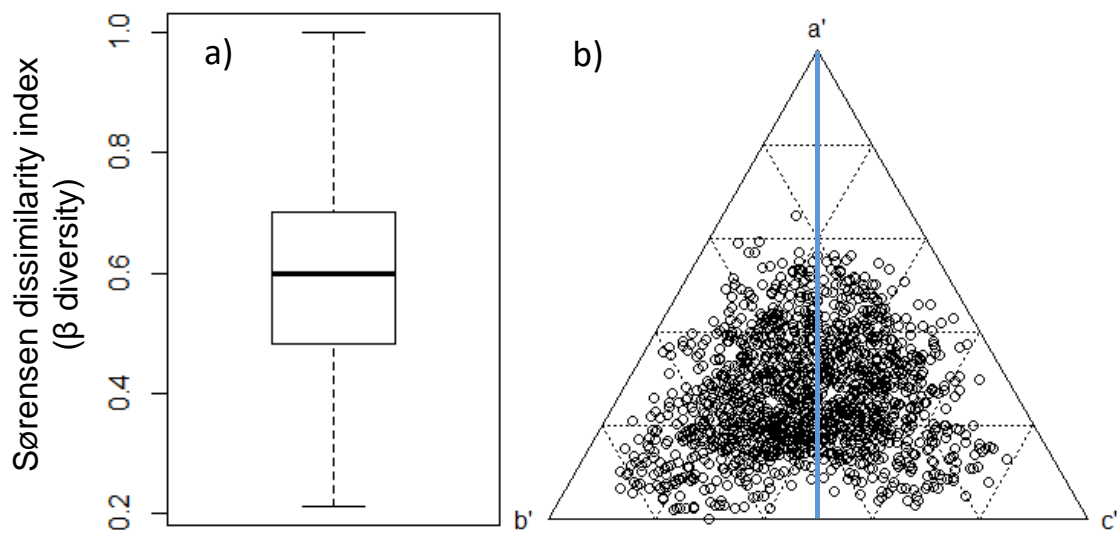 Sørensen dissimilarity index
(β diversity)
1.0
0.8
0.6
0.4
0.2
a)
b)
a'
b'
c'